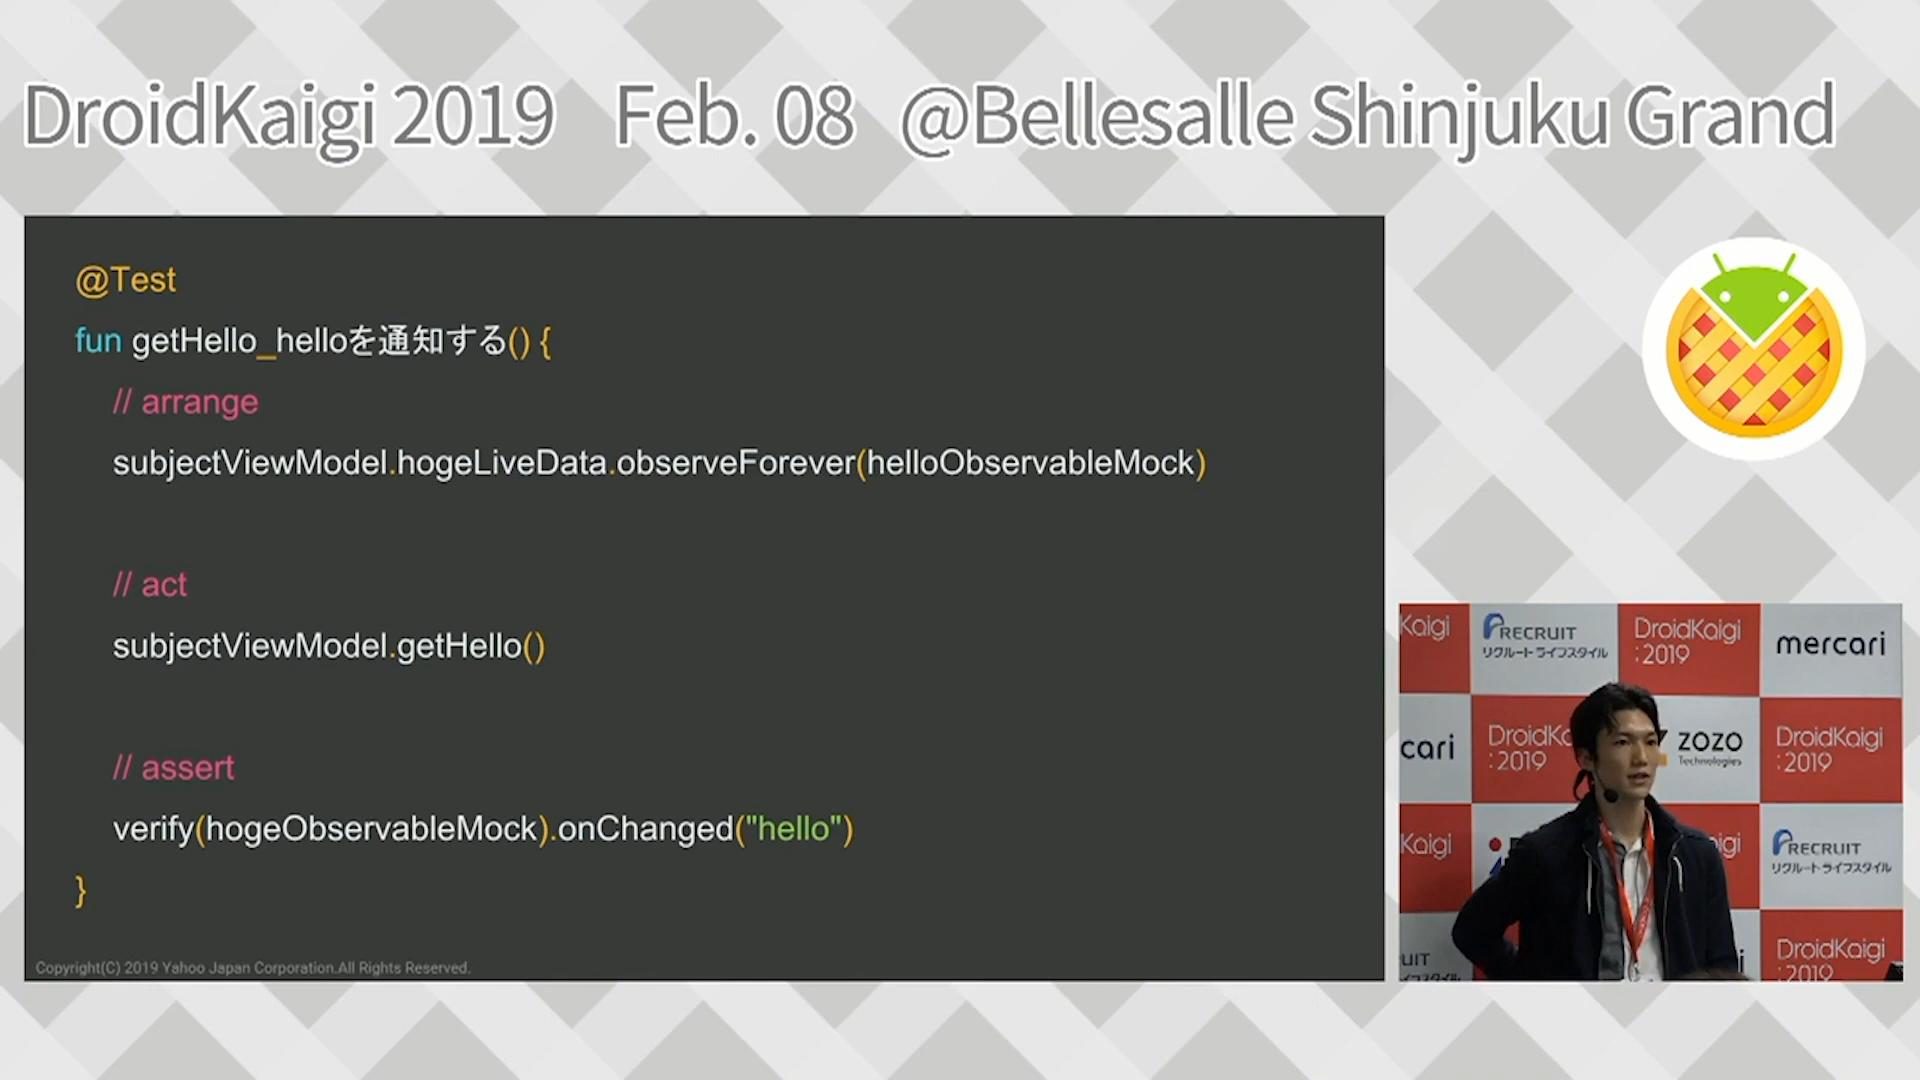 DroidKaigi 2019 Feb. 08 @Bellesalle Shinjuku Grand
@Test
fun getHello_helloを通知する() {
// arrange
subjectViewModel.hogeLiveData.observeForever(helloObservableMock)
// act
subjectViewModel.getHello()
// assert
verify(hogeObservableMock).onChanged("hello")
}
Copyright(C) 2019 Yahoo Japan Corporation.All Rights Reserved.
Kaigi
RECRUIT
リクルートライフスタイル
DroidKaigi
:2019
mercari
cari
DroidKa
:2019
ZOZO
Technologies
DroidKaigi
:2019
Kaigi
igi
RECRUIT
リクルートライフスタイル
UIT
DroidKaigi
:2019